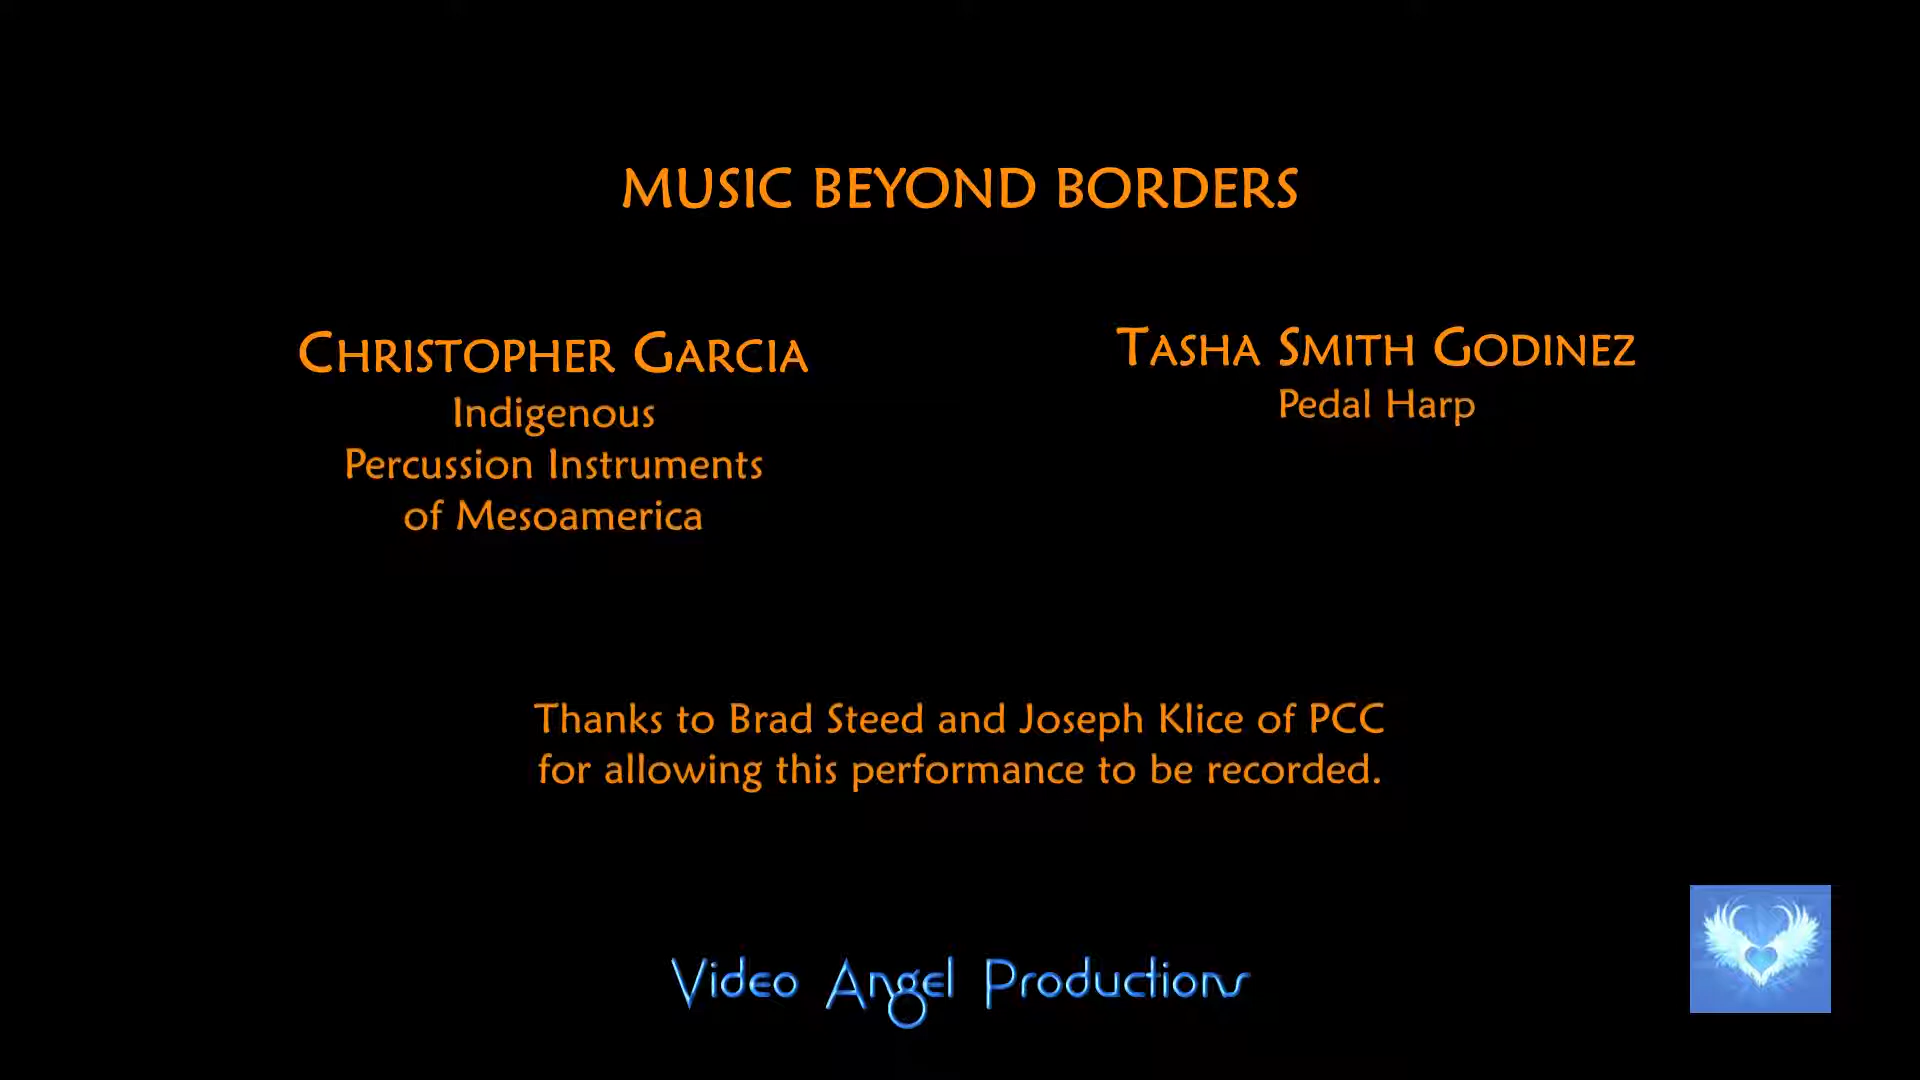 MUSIC BEYOND BORDERS
CHRISTOPHER GARCIA
Indigenous
Percussion Instruments
of Mesoamerica
TASHA SMITH GODINEZ
Pedal Harp
Thanks to Brad Steed and Joseph Klice of PCC
for allowing this performance to be recorded.
Video Angel Productions